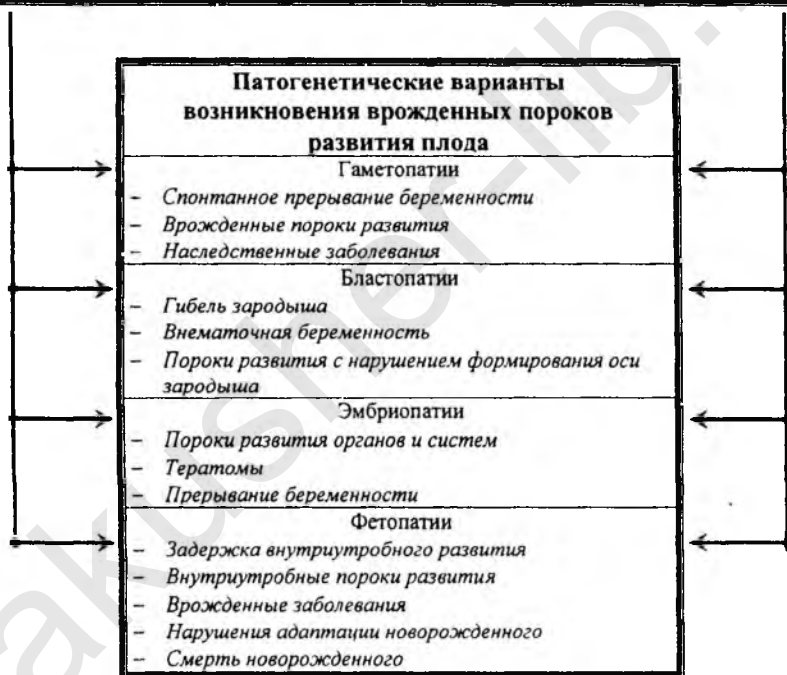 Патогенетические варианты
возникновения врожденных пороков
развития плода
Гаметопатии
– Спонтанное прерывание беременности
– Врожденные пороки развития
– Наследственные заболевания
Бластопатии
– Гибель зародыша
– Внематочная беременность
– Пороки развития с нарушением формирования оси
зародыша
Эмбриопатии
– Пороки развития органов и систем
– Тератомы
– Прерывание беременности
Фетопатии
– Задержка внутриутробного развития
– Внутриутробные пороки развития
– Врожденные заболевания
– Нарушения адаптации новорожденного
– Смерть новорожденного
akusher-lib.